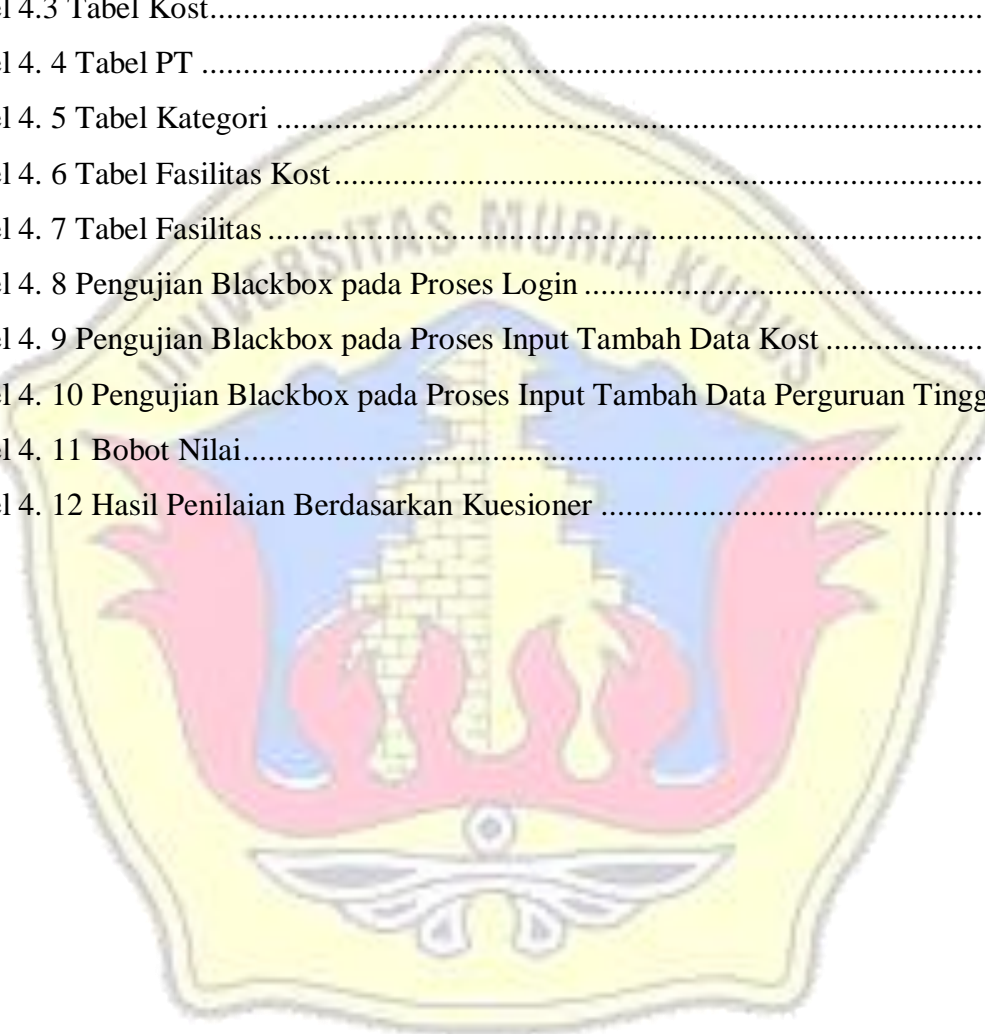 el 4.3 Tabel Kost
el 4. 4 Tabel PT
el 4. 5 Tabel Kategori
el 4. 6 Tabel Fasilitas Kost
el 4. 7 Tabel Fasilitas
el 4. 8 Pengujian Blackbox pada Proses Login
el 4. 9 Pengujian Blackbox pada Proses Input Tambah Data Kost
el 4. 10 Pengujian Blackbox pada Proses Input Tambah Data Perguruan Tingg
el 4. 11 Bobot Nilai
el 4. 12 Hasil Penilaian Berdasarkan Kuesioner
UNIVERSITAS MURIA KUDUS